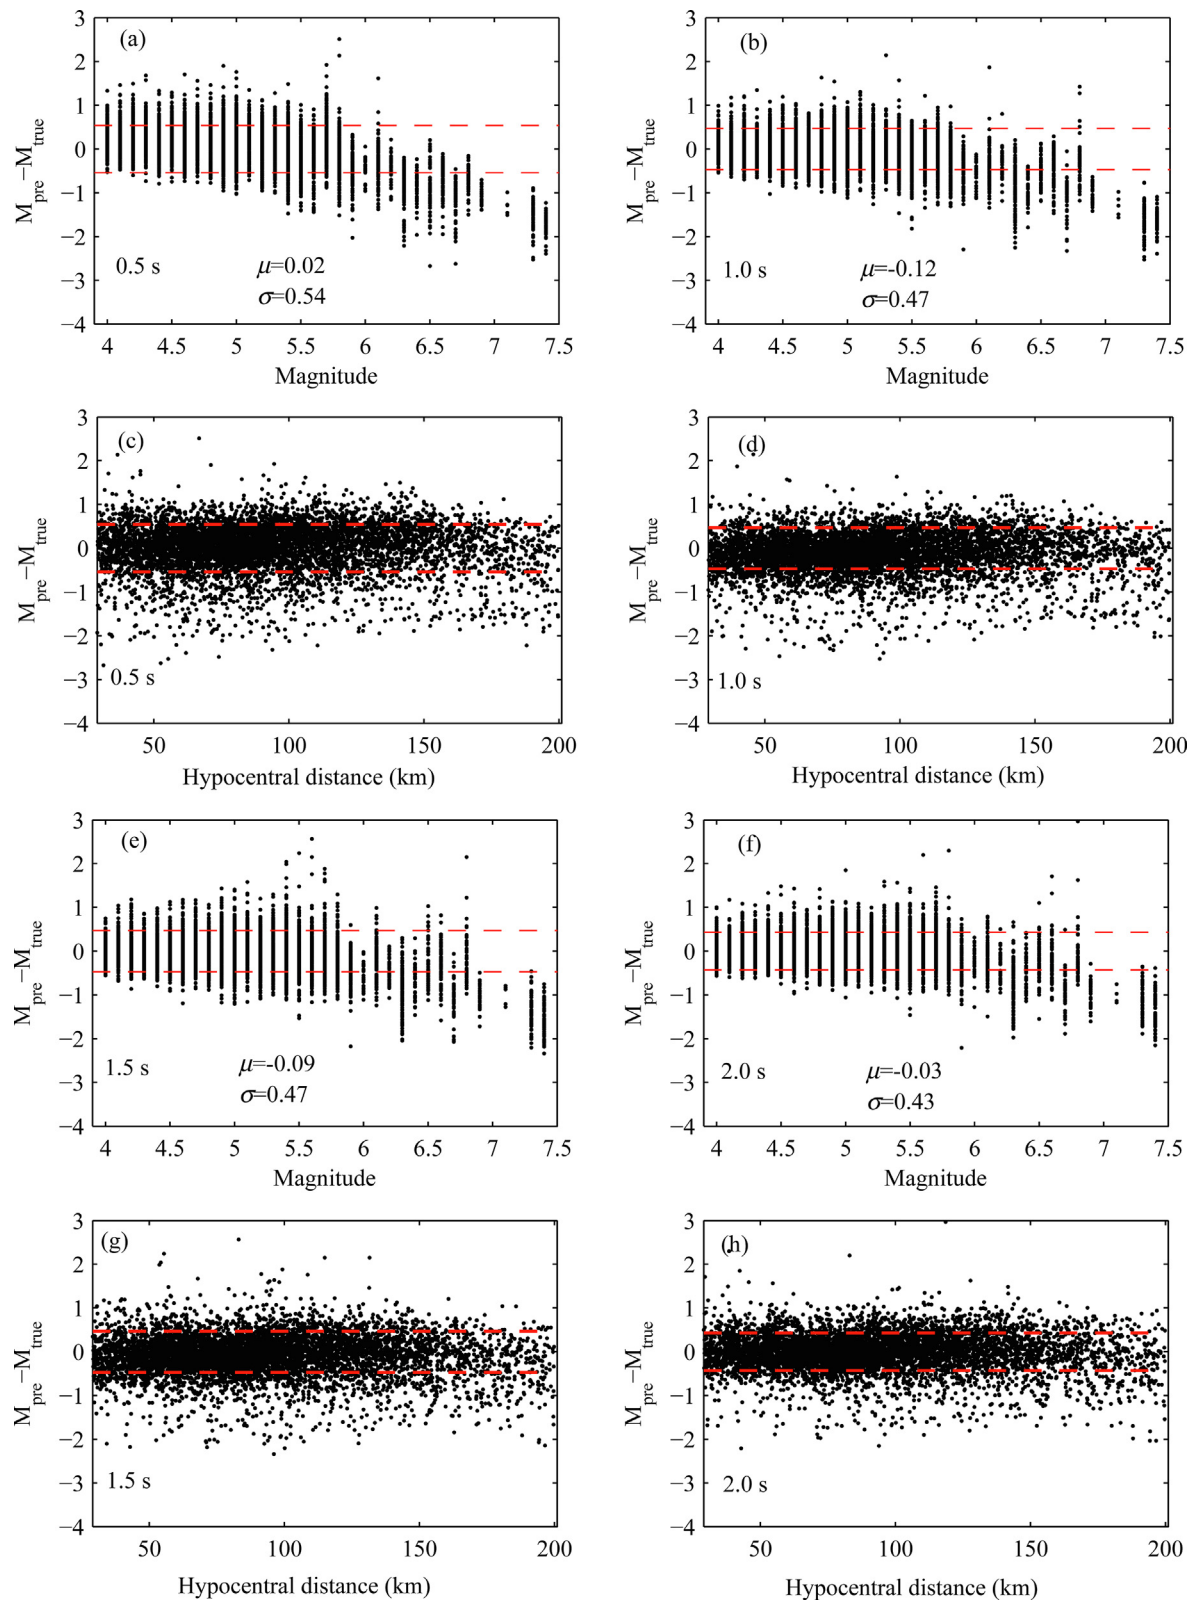 (a)
3
2
1
0
−1
−2
−3
−4
M_pre−M_true
0.5 s
μ=0.02
σ=0.54
4 4.5 5 5.5 6 6.5 7 7.5
Magnitude
(b)
3
2
1
0
−1
−2
−3
−4
M_pre−M_true
1.0 s
μ=-0.12
σ=0.47
4 4.5 5 5.5 6 6.5 7 7.5
Magnitude
(c)
3
2
1
0
−1
−2
−3
−4
M_pre−M_true
0.5 s
50 100 150 200
Hypocentral distance (km)
(d)
3
2
1
0
−1
−2
−3
−4
M_pre−M_true
1.0 s
50 100 150 200
Hypocentral distance (km)
(e)
3
2
1
0
−1
−2
−3
−4
M_pre−M_true
1.5 s
μ=-0.09
σ=0.47
4 4.5 5 5.5 6 6.5 7 7.5
Magnitude
(f)
3
2
1
0
−1
−2
−3
−4
M_pre−M_true
2.0 s
μ=-0.03
σ=0.43
4 4.5 5 5.5 6 6.5 7 7.5
Magnitude
(g)
3
2
1
0
−1
−2
−3
−4
M_pre−M_true
1.5 s
50 100 150 200
Hypocentral distance (km)
(h)
3
2
1
0
−1
−2
−3
−4
M_pre−M_true
2.0 s
50 100 150 200
Hypocentral distance (km)